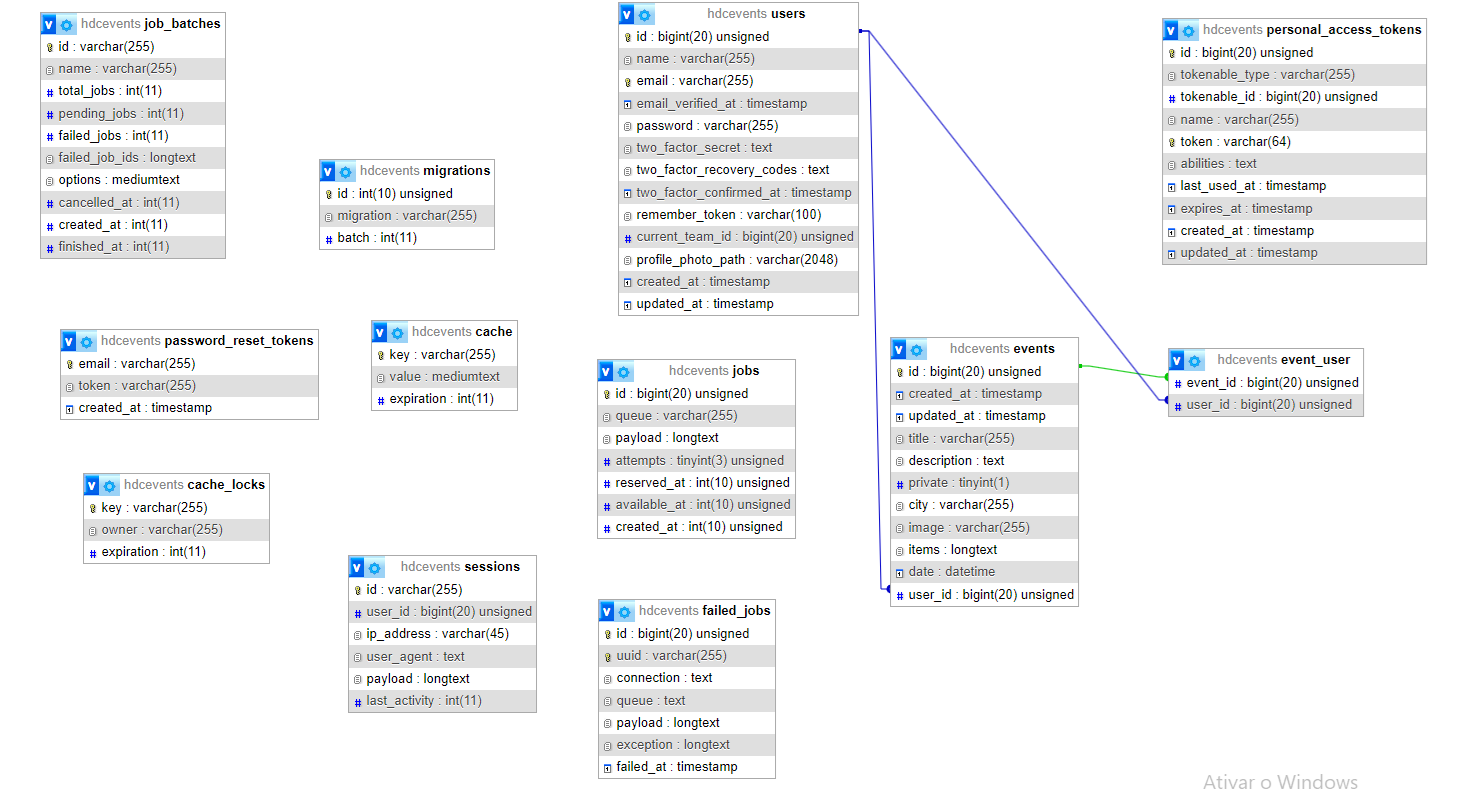 hdcevents job_batches
id : varchar(255)
name : varchar(255)
total_jobs : int(11)
pending_jobs : int(11)
failed_jobs : int(11)
failed_job_ids : longtext
options : mediumtext
cancelled_at : int(11)
created_at : int(11)
finished_at : int(11)
hdcevents migrations
id : int(10) unsigned
migration : varchar(255)
batch : int(11)
hdcevents users
id : bigint(20) unsigned
name : varchar(255)
email : varchar(255)
email_verified_at : timestamp
password : varchar(255)
two_factor_secret : text
two_factor_recovery_codes : text
two_factor_confirmed_at : timestamp
remember_token : varchar(100)
current_team_id : bigint(20) unsigned
profile_photo_path : varchar(2048)
created_at : timestamp
updated_at : timestamp
hdcevents personal_access_tokens
id : bigint(20) unsigned
tokenable_type : varchar(255)
tokenable_id : bigint(20) unsigned
name : varchar(255)
token : varchar(64)
abilities : text
last_used_at : timestamp
expires_at : timestamp
created_at : timestamp
updated_at : timestamp
hdcevents password_reset_tokens
email : varchar(255)
token : varchar(255)
created_at : timestamp
hdcevents cache
key : varchar(255)
value : mediumtext
expiration : int(11)
hdcevents jobs
id : bigint(20) unsigned
queue : varchar(255)
payload : longtext
attempts : tinyint(3) unsigned
reserved_at : int(10) unsigned
available_at : int(10) unsigned
created_at : int(10) unsigned
hdcevents events
id : bigint(20) unsigned
created_at : timestamp
updated_at : timestamp
title : varchar(255)
description : text
private : tinyint(1)
city : varchar(255)
image : varchar(255)
items : longtext
date : datetime
user_id : bigint(20) unsigned
hdcevents event_user
event_id : bigint(20) unsigned
user_id : bigint(20) unsigned
hdcevents cache_locks
key : varchar(255)
owner : varchar(255)
expiration : int(11)
hdcevents sessions
id : varchar(255)
user_id : bigint(20) unsigned
ip_address : varchar(45)
user_agent : text
payload : longtext
last_activity : int(11)
hdcevents failed_jobs
id : bigint(20) unsigned
uuid : varchar(255)
connection : text
queue : text
payload : longtext
exception : longtext
failed_at : timestamp
Ativar o Windows